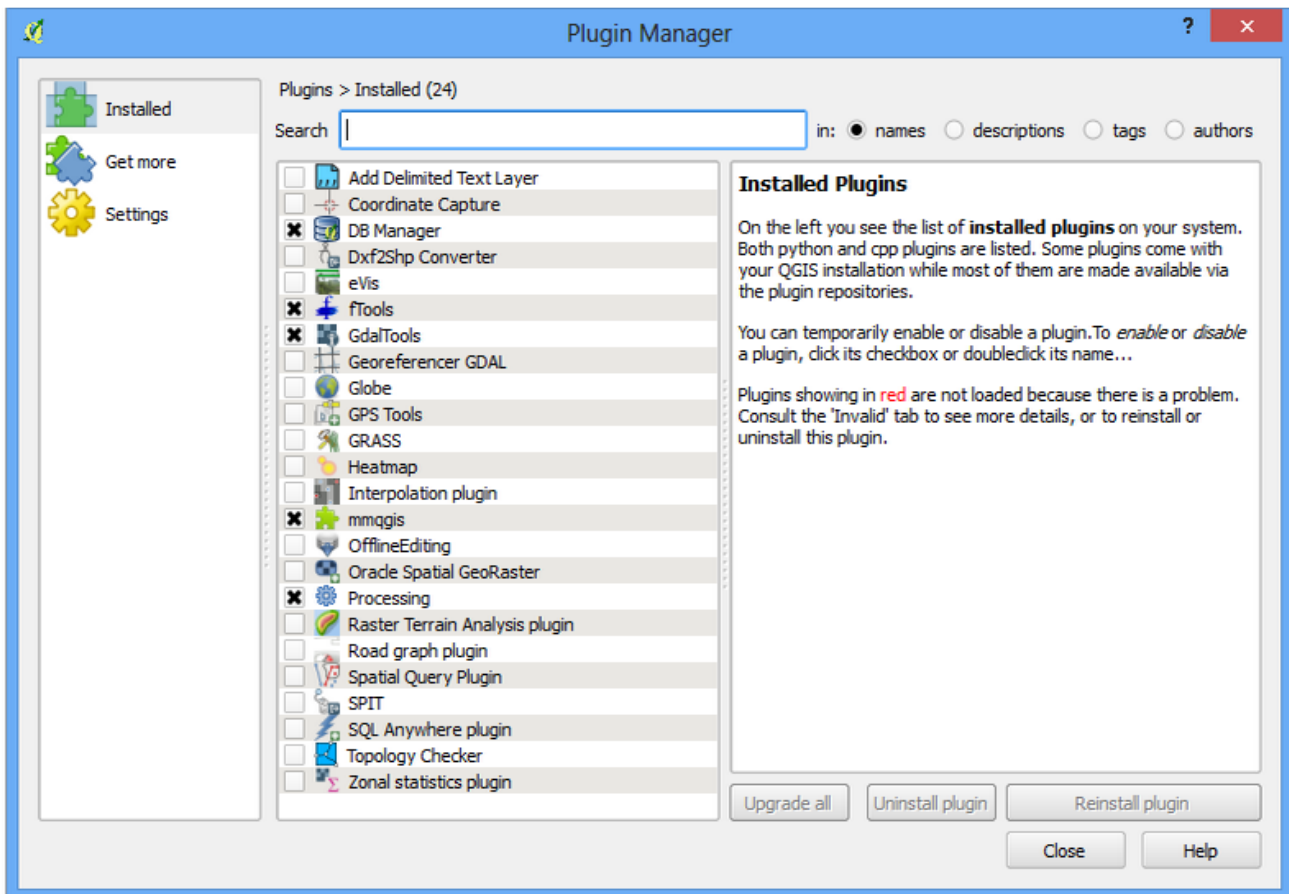 Plugin Manager
?
Installed
Get more
Settings
Plugins > Installed (24)
Search
in: names descriptions tags authors
Add Delimited Text Layer
Coordinate Capture
DB Manager
Dxf2Shp Converter
eVis
fTools
GdalTools
Georeferencer GDAL
Globe
GPS Tools
GRASS
Heatmap
Interpolation plugin
mmqgis
OfflineEditing
Oracle Spatial GeoRaster
Processing
Raster Terrain Analysis plugin
Road graph plugin
Spatial Query Plugin
SPIT
SQL Anywhere plugin
Topology Checker
Zonal statistics plugin
Installed Plugins
On the left you see the list of installed plugins on your system.
Both python and cpp plugins are listed. Some plugins come with
your QGIS installation while most of them are made available via
the plugin repositories.
You can temporarily enable or disable a plugin.To enable or disable
a plugin, click its checkbox or doubleclick its name...
Plugins showing in red are not loaded because there is a problem.
Consult the 'Invalid' tab to see more details, or to reinstall or
uninstall this plugin.
Upgrade all Uninstall plugin Reinstall plugin
Close Help